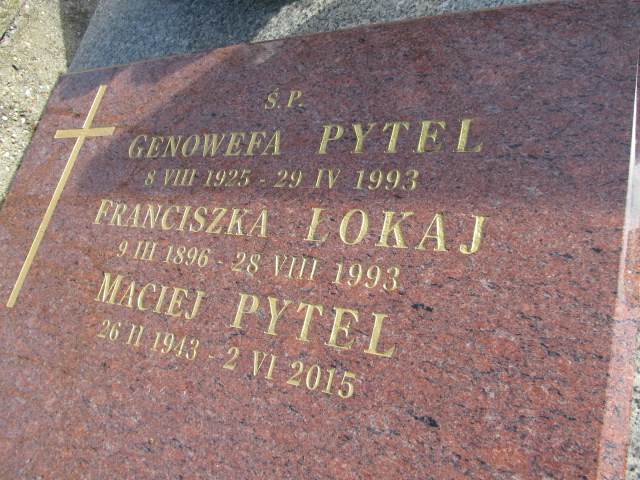 Ś.P.
GENOWEFA PYTEL
8 VIII 1925 - 29 IV 1993
FRANCISZKA ŁOKAJ
9 III 1896 - 28 VIII 1993
MACIEJ PYTEL
26 II 1943 - 2 VI 2015